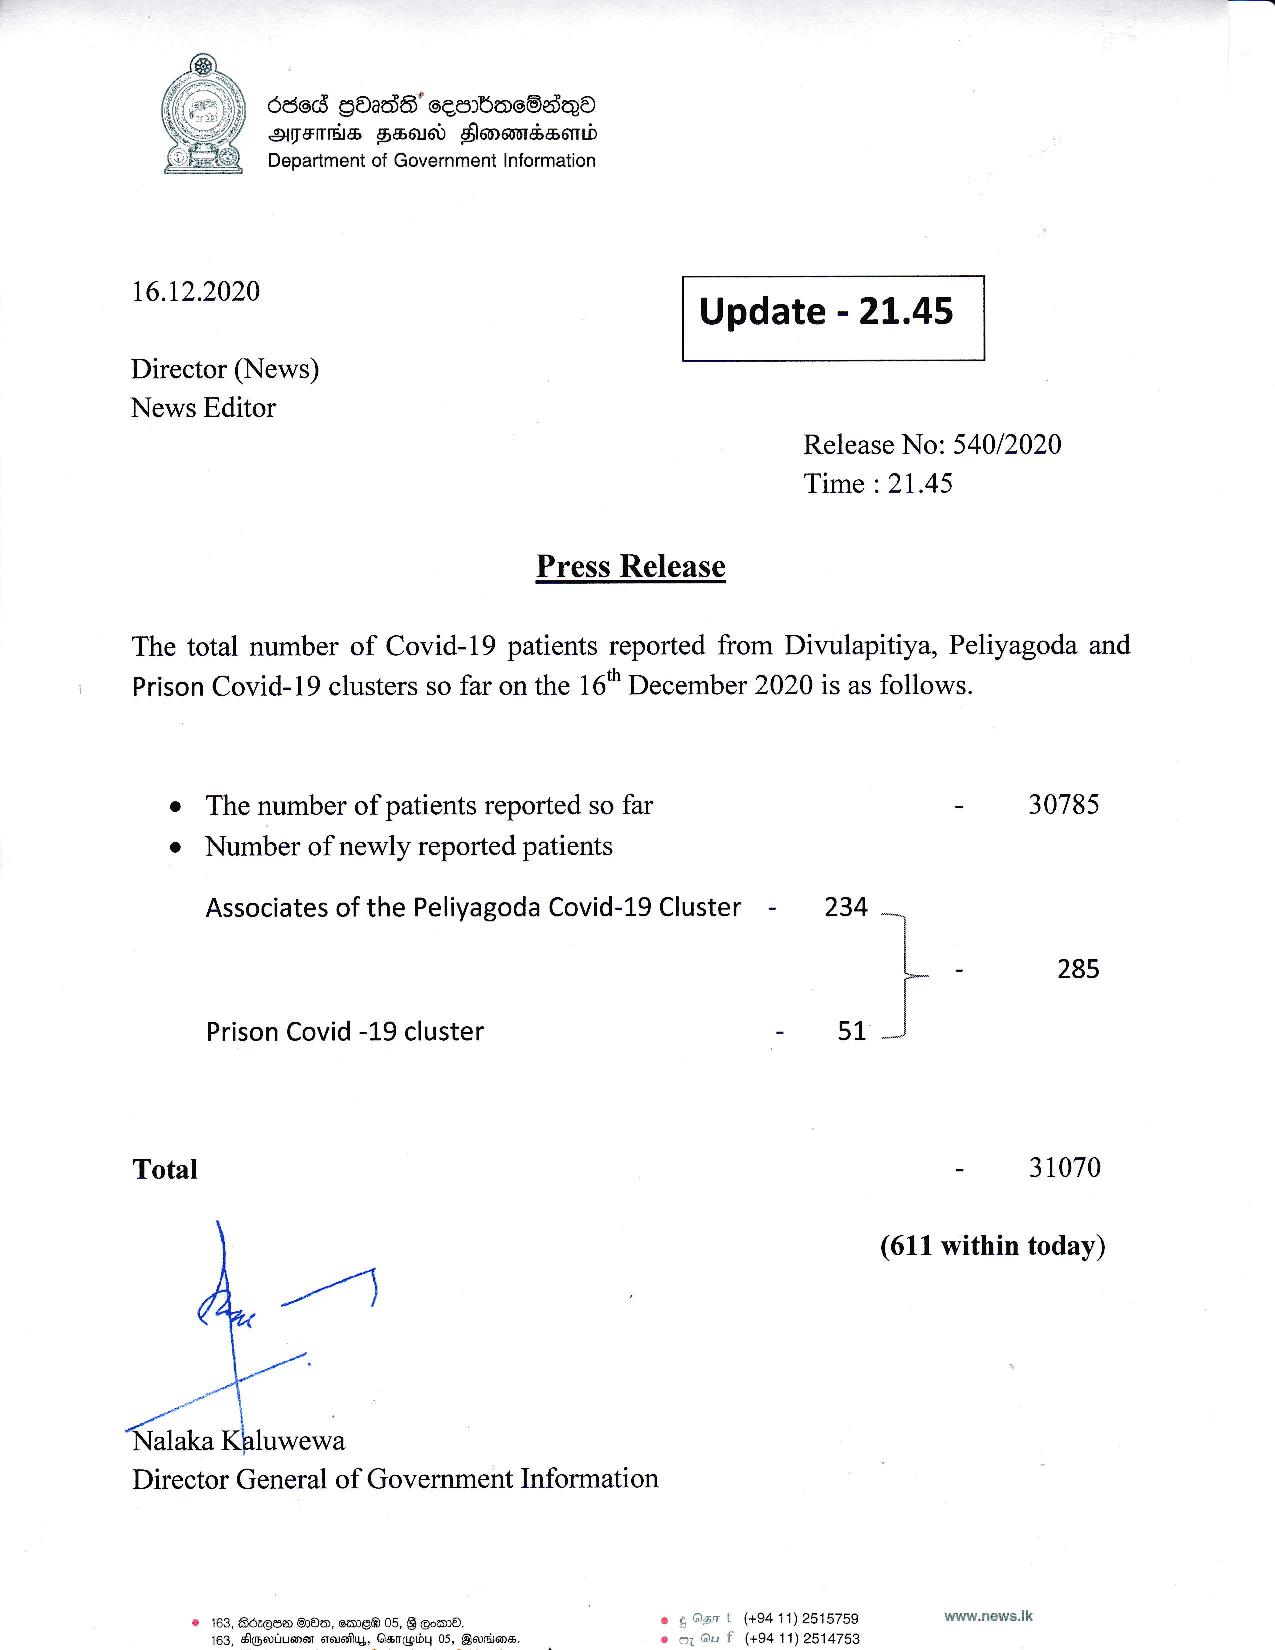 රජයේ ප්‍රවෘත්ති දෙපාර්තමේන්තුව
அரசாங்க தகவல் திணைக்களம்
Department of Government Information
16.12.2020
Update - 21.45
Director (News)
News Editor
Release No: 540/2020
Time : 21.45
Press Release
The total number of Covid-19 patients reported from Divulapitiya, Peliyagoda and
Prison Covid-19 clusters so far on the 16th December 2020 is as follows.
• The number of patients reported so far - 30785
• Number of newly reported patients
Associates of the Peliyagoda Covid-19 Cluster - 234
- 285
Prison Covid -19 cluster - 51
Total - 31070
(611 within today)
Nalaka Kaluwewa
Director General of Government Information
• 163, කිරුලපන මාවත, කොළඹ 05, ශ්‍රී ලංකාව.
163, கிருலப்பனை எவனியூ, கொழும்பு 05, இலங்கை.
• දු தொ t (+94 11) 2515759
• ෆැ பெ f (+94 11) 2514753
www.news.lk